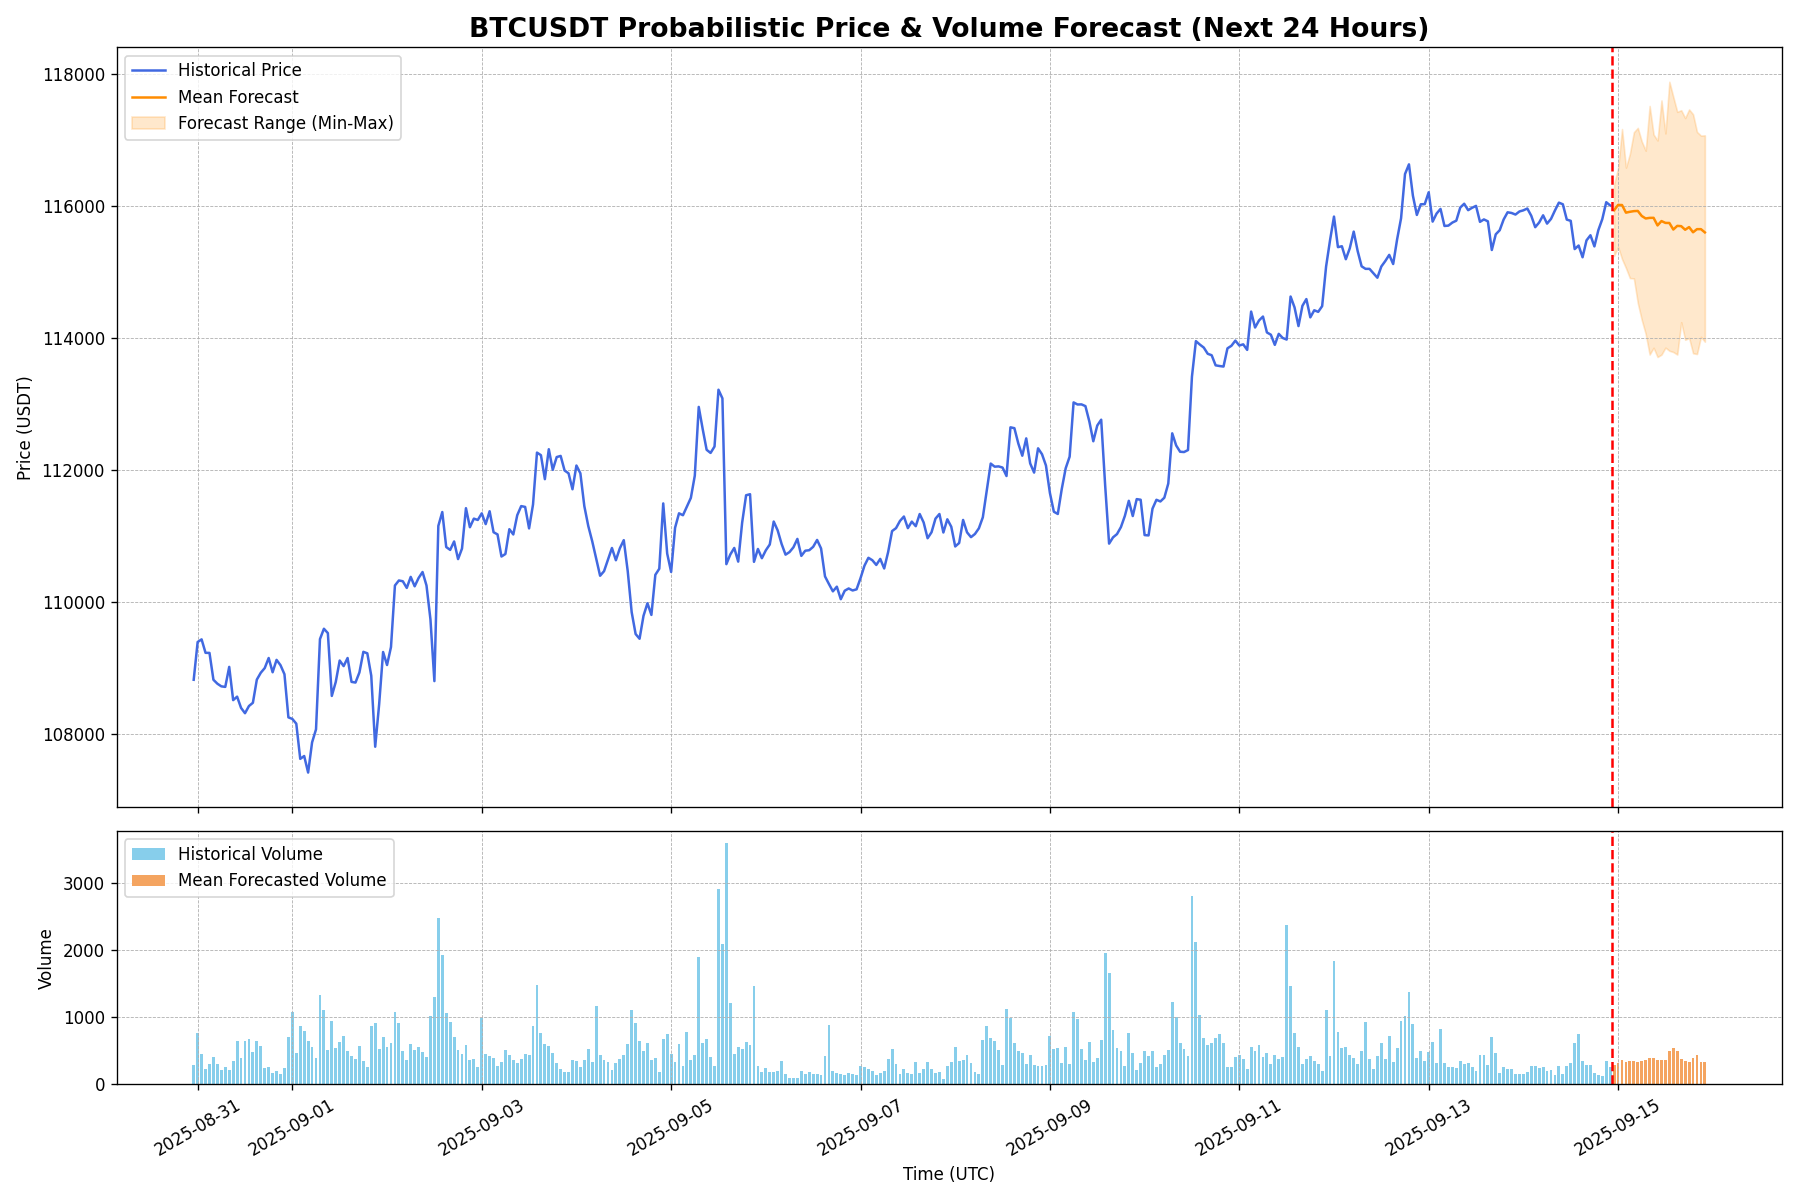 BTCUSDT Probabilistic Price & Volume Forecast (Next 24 Hours)
Historical Price
Mean Forecast
Forecast Range (Min-Max)
118000
116000
114000
112000
110000
108000
Price (USDT)
Historical Volume
Mean Forecasted Volume
3000
2000
1000
0
Volume
2025-08-31
2025-09-01
2025-09-03
2025-09-05
2025-09-07
2025-09-09
2025-09-11
2025-09-13
2025-09-15
Time (UTC)